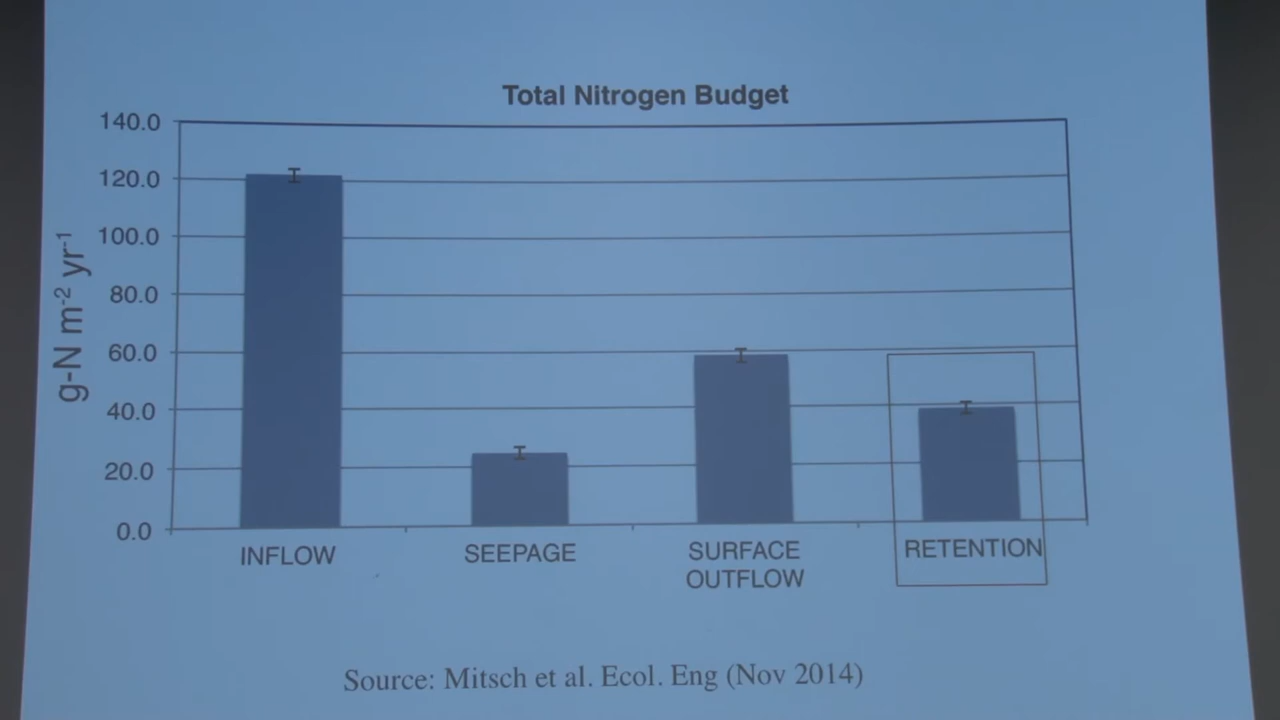 Total Nitrogen Budget
140.0
120.0
100.0
80.0
60.0
40.0
20.0
0.0
g-N m⁻² yr⁻¹
INFLOW
SEEPAGE
SURFACE
OUTFLOW
RETENTION
Source: Mitsch et al. Ecol. Eng (Nov 2014)